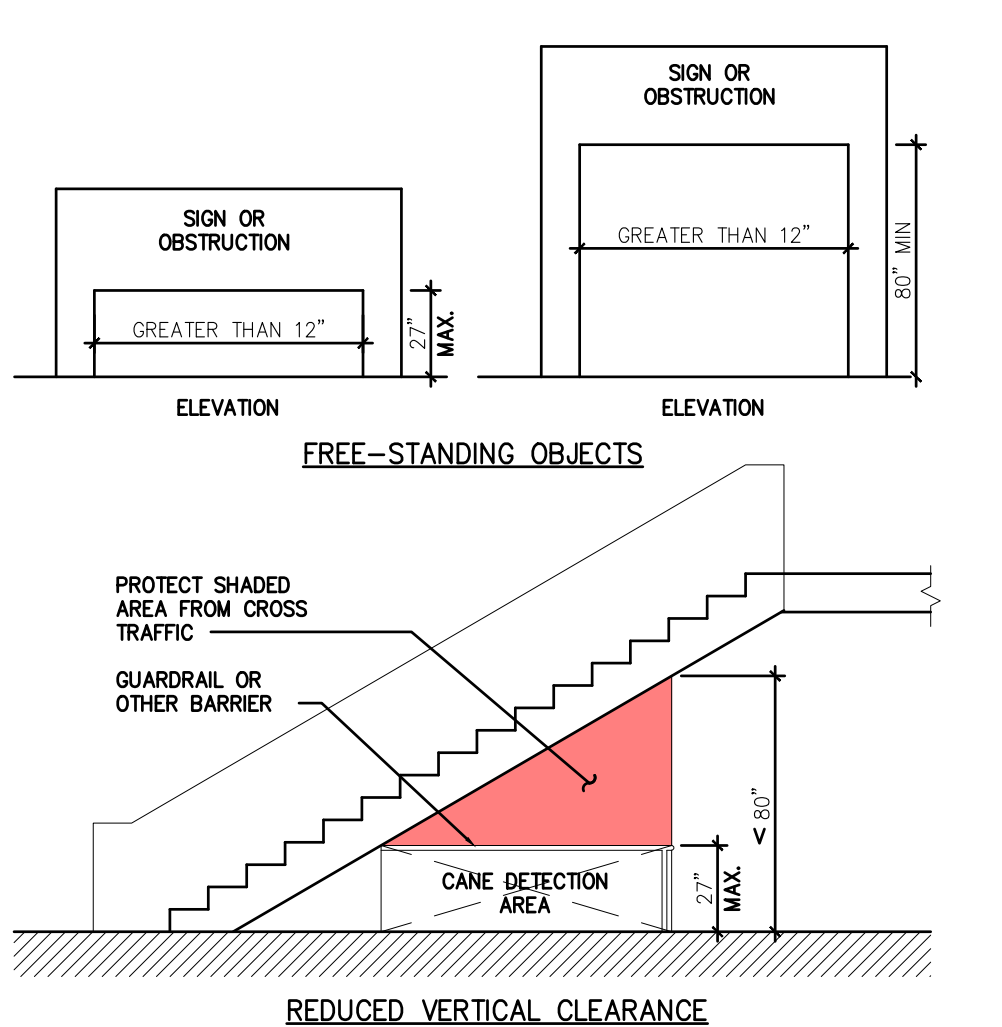 SIGN OR
OBSTRUCTION
GREATER THAN 12"
27"
MAX.
ELEVATION
SIGN OR
OBSTRUCTION
GREATER THAN 12"
80" MIN
ELEVATION
FREE-STANDING OBJECTS
PROTECT SHADED
AREA FROM CROSS
TRAFFIC
GUARDRAIL OR
OTHER BARRIER
CANE DETECTION
AREA
27"
MAX.
< 80"
REDUCED VERTICAL CLEARANCE